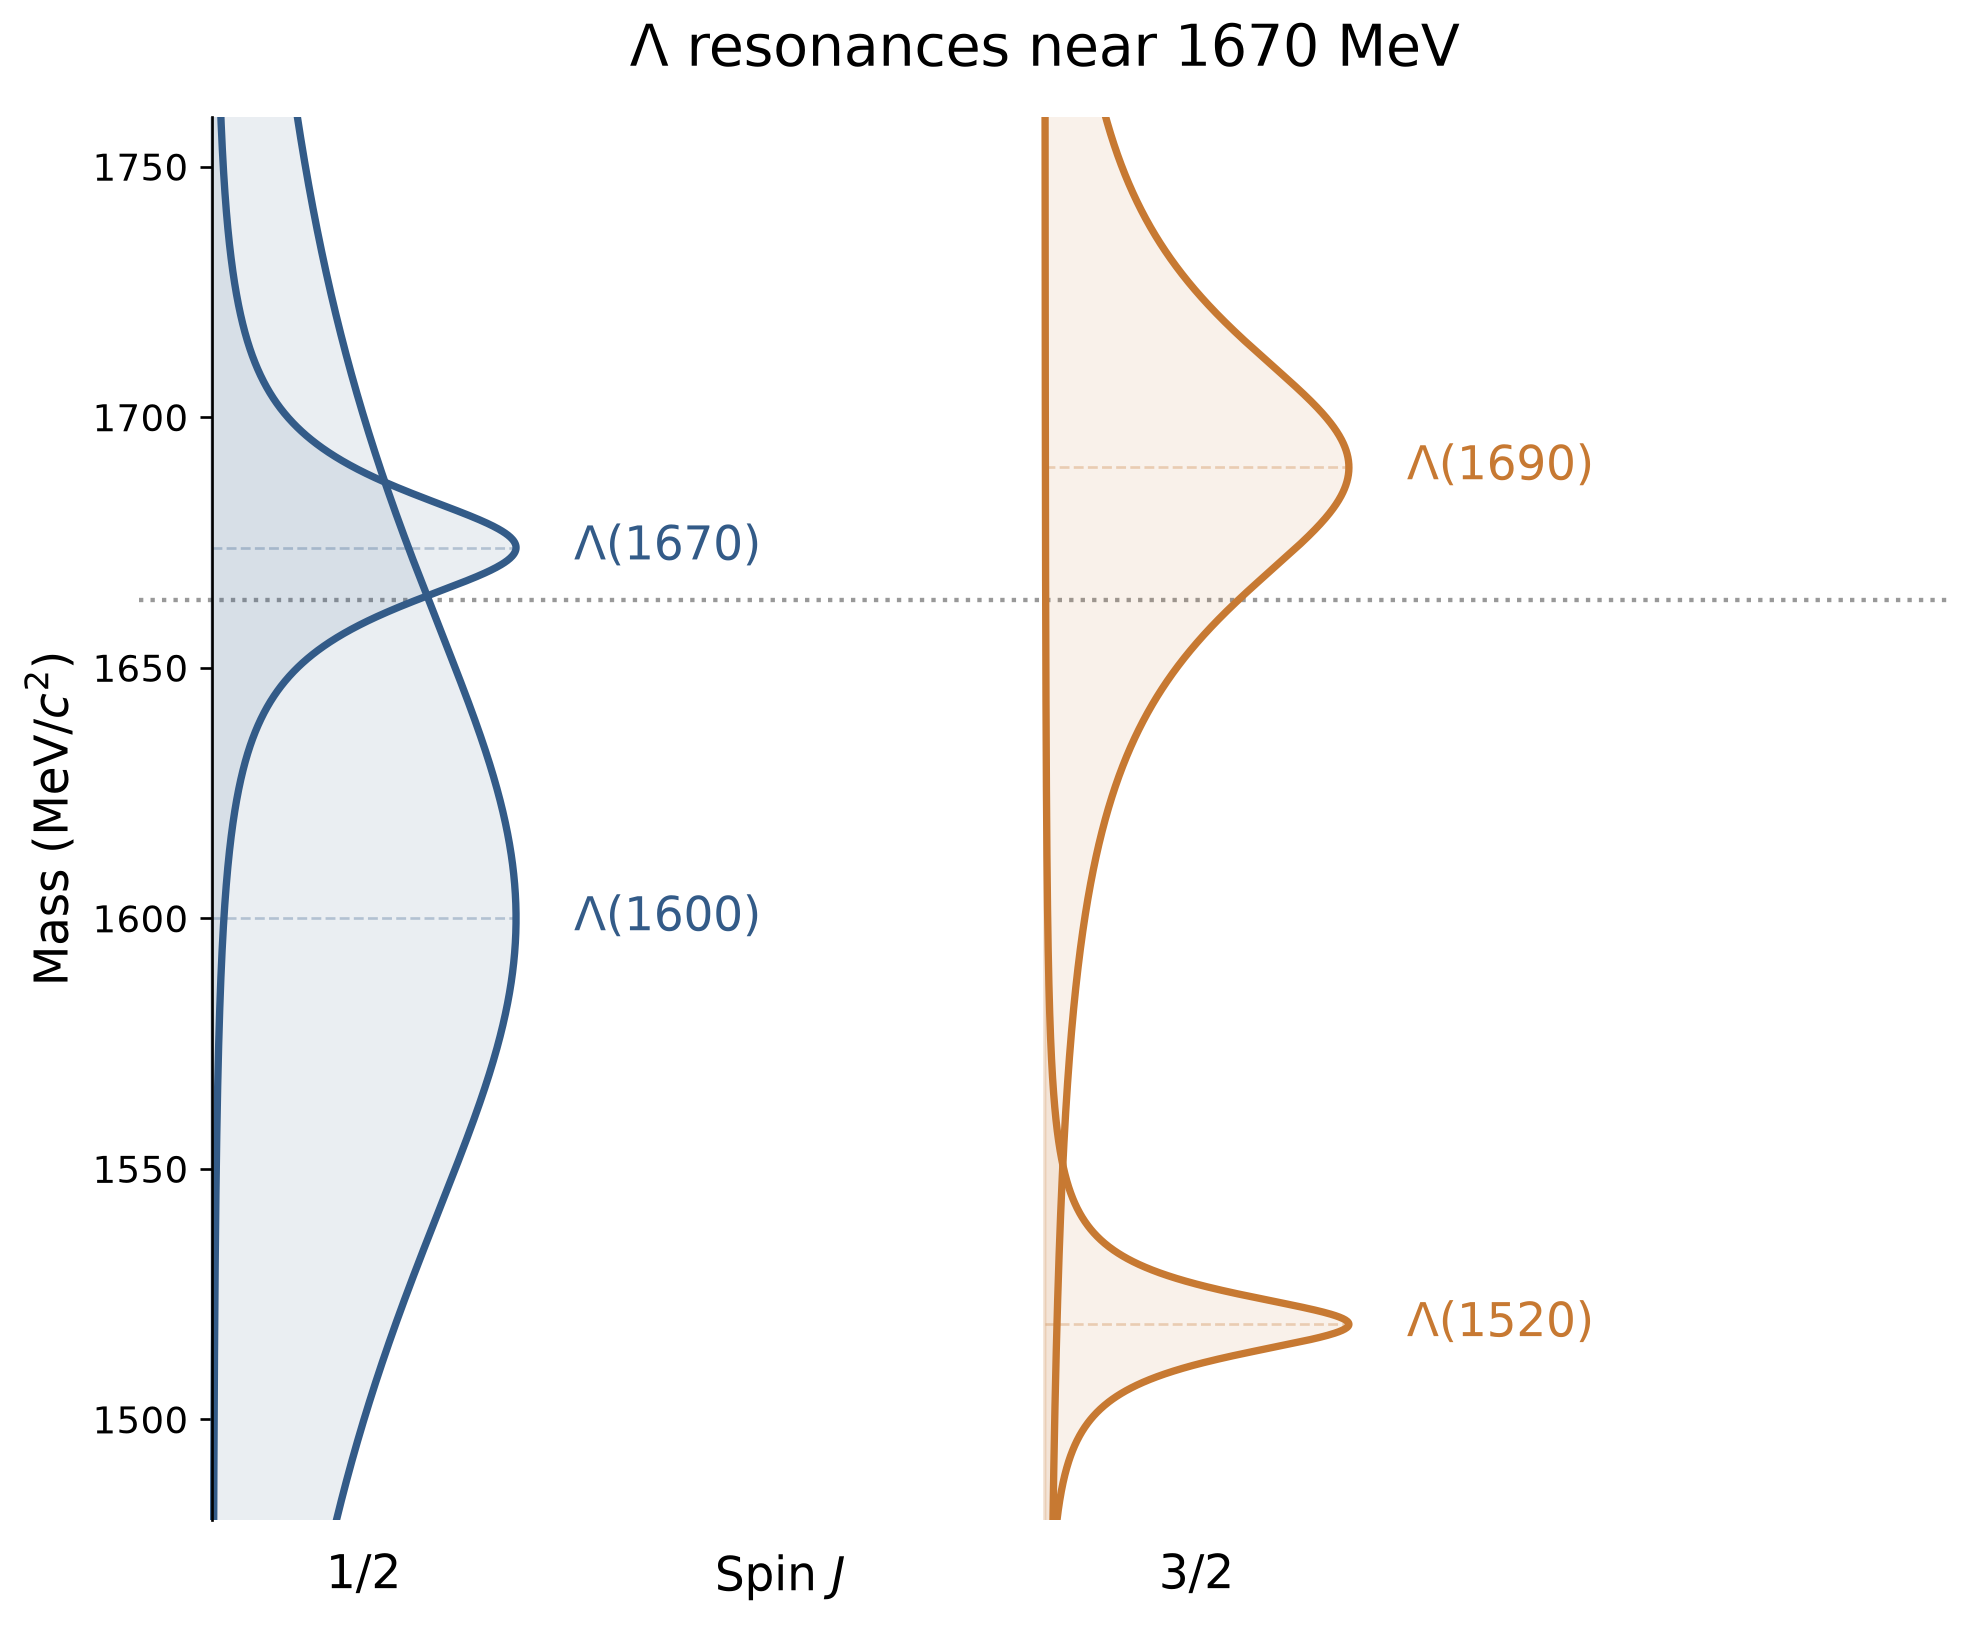 Λ resonances near 1670 MeV
Mass (MeV/c²)
1750
1700
1650
1600
1550
1500
Λ(1670)
Λ(1600)
Λ(1690)
Λ(1520)
1/2
Spin J
3/2